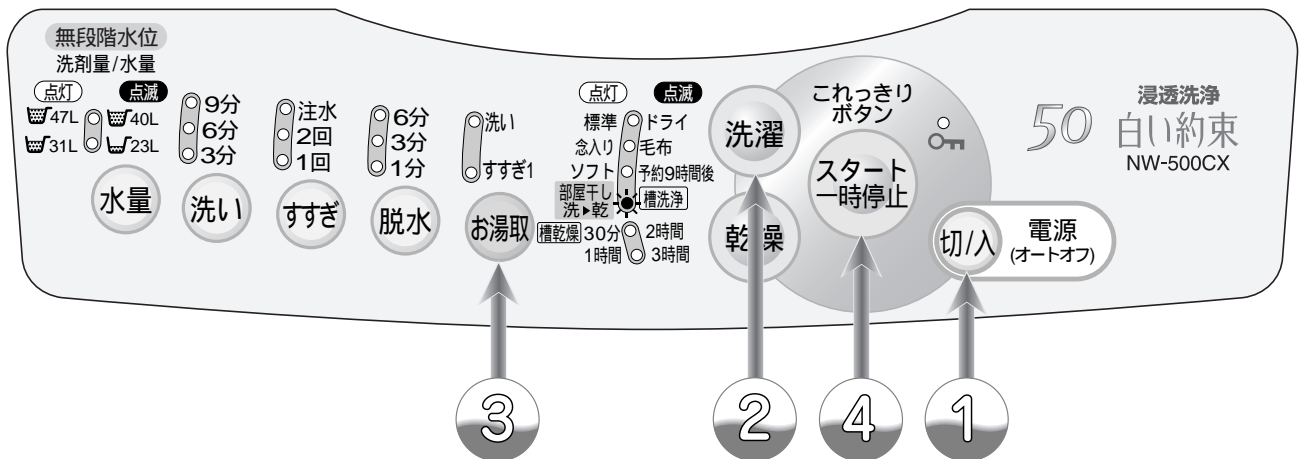 無段階水位
洗剤量/水量
点灯 点滅
47L 40L
31L 23L
水量
9分
6分
3分
洗い
注水
2回
1回
すすぎ
6分
3分
1分
脱水
洗い
すすぎ1
お湯取
点灯 点滅
標準 ドライ
念入り 毛布
ソフト 予約9時間後
部屋干し
洗▶乾 槽洗浄
槽乾燥 30分 2時間
1時間 3時間
洗濯
乾燥
これっきり
ボタン
スタート
一時停止
切/入
電源
(オートオフ)
50
浸透洗浄
白い約束
NW-500CX
3
2
4
1